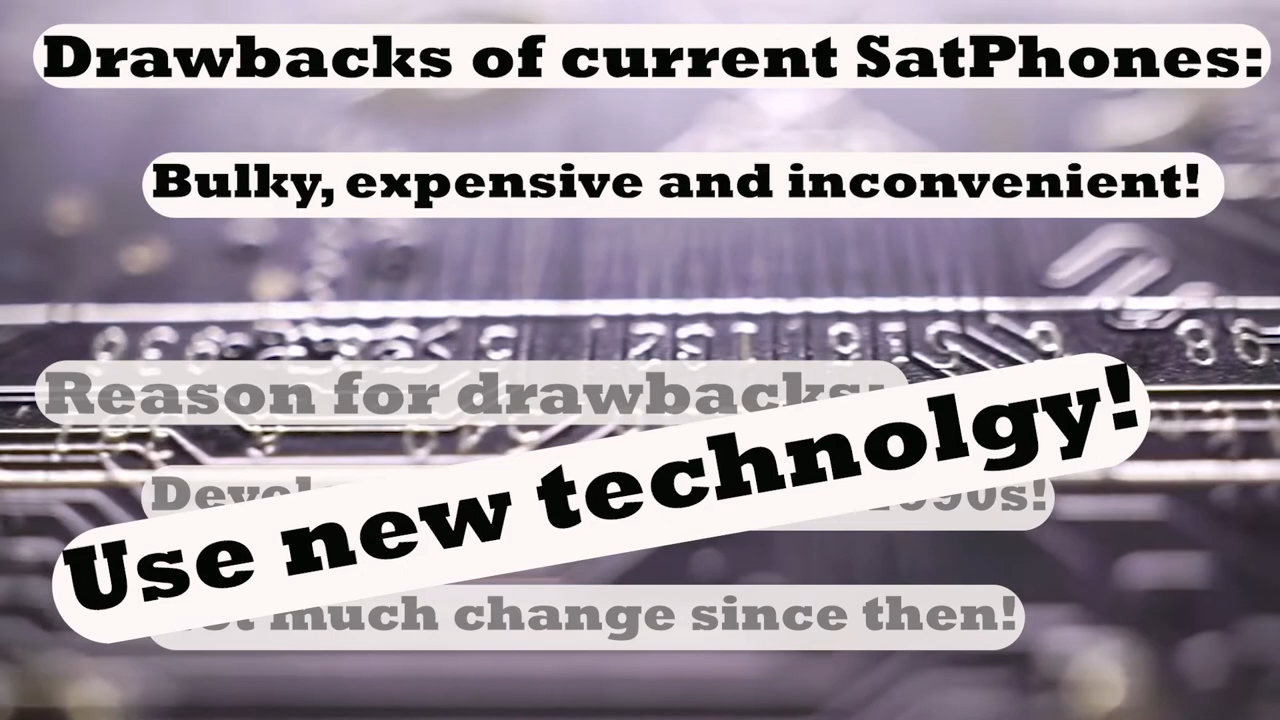 Drawbacks of current SatPhones:
Bulky, expensive and inconvenient!
Reason for drawbacks:
Use new technolgy!
much change since then!